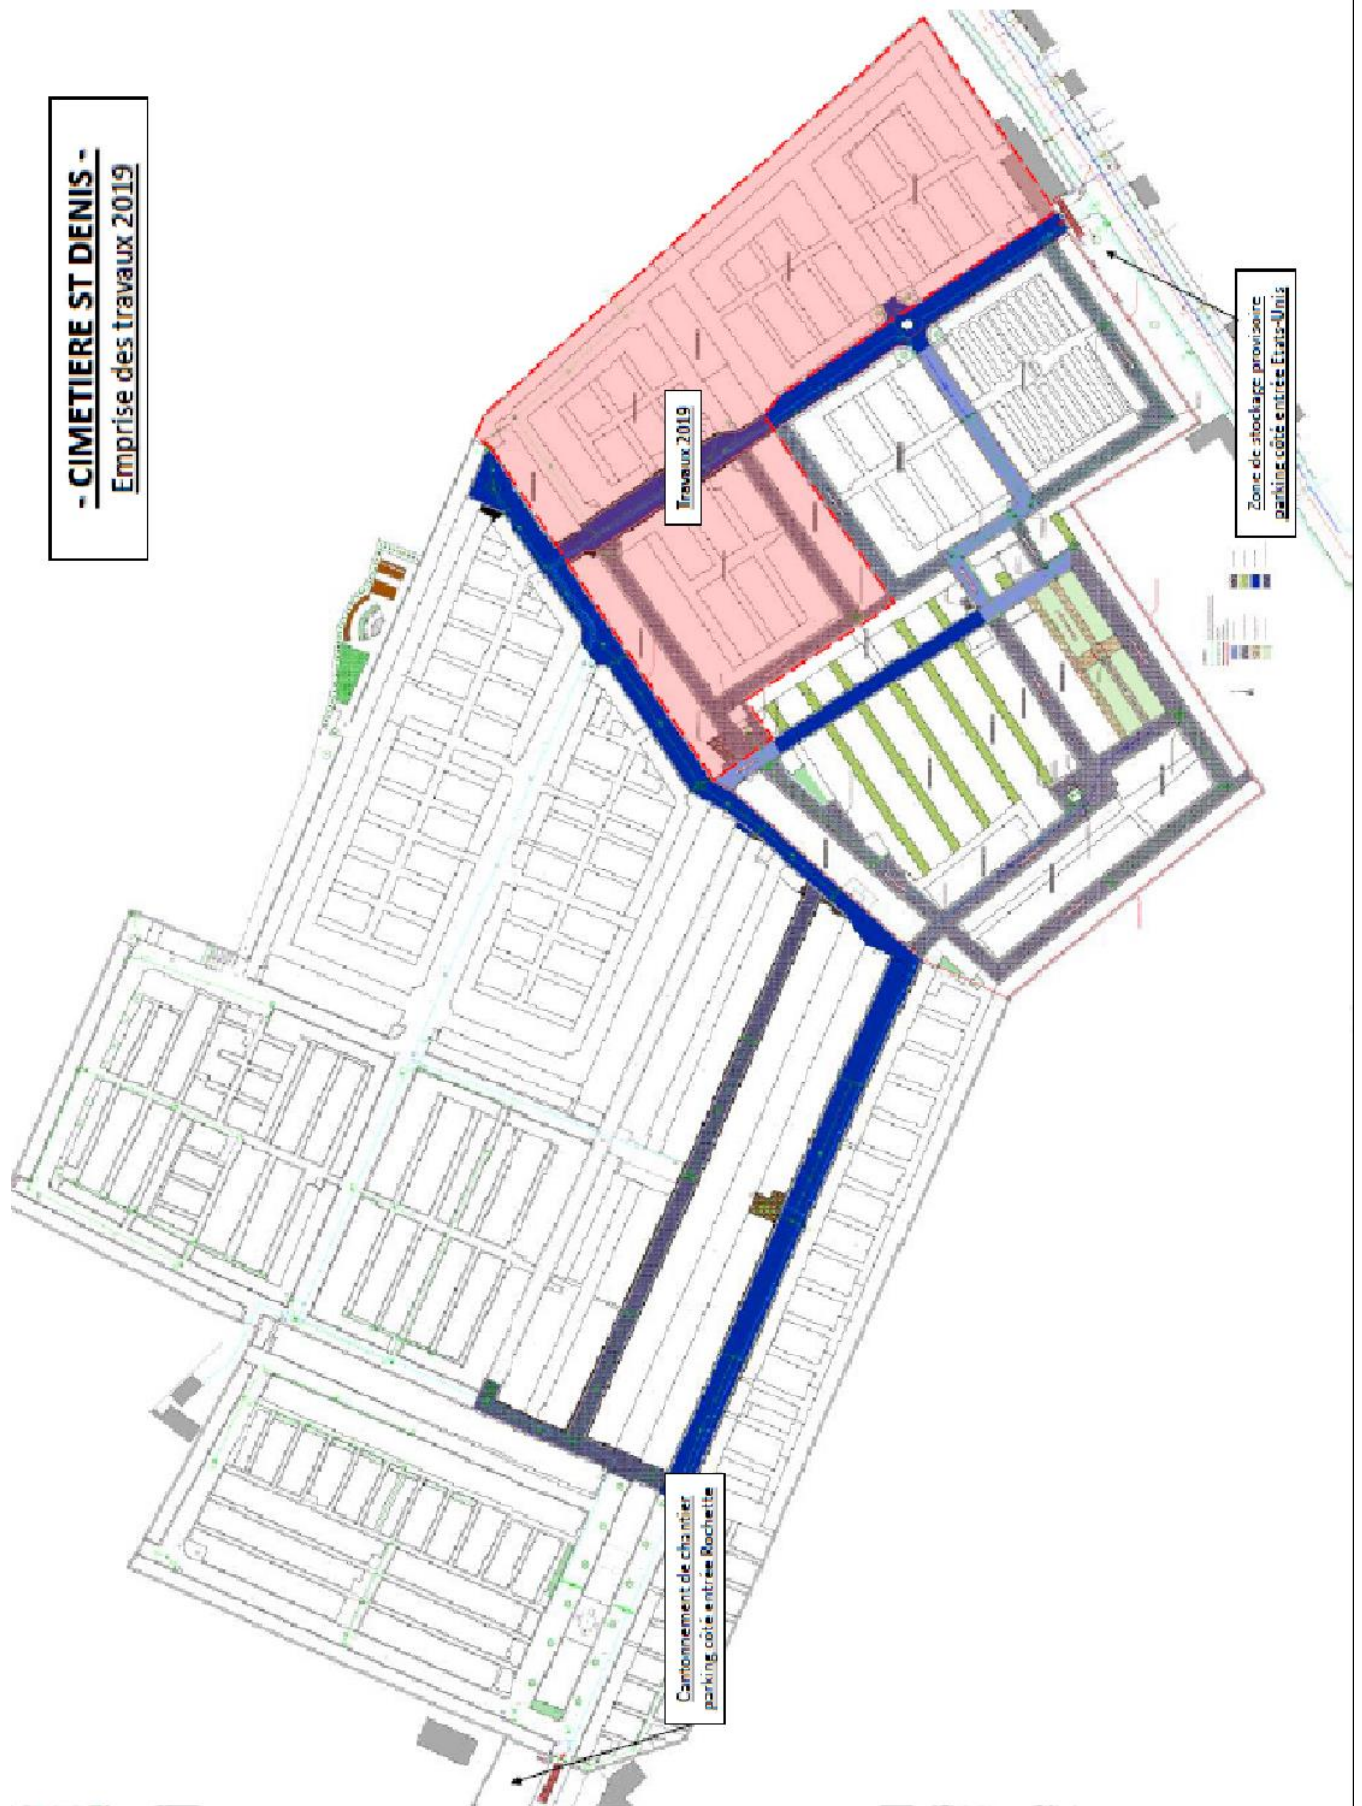 - CIMETIERE ST DENIS -
Emprise des travaux 2019
Travaux 2019
Zone de stockage provisoire
parking côté entrée Etats-Unis
Cantonnement de chantier
parking côté entrée Rochette